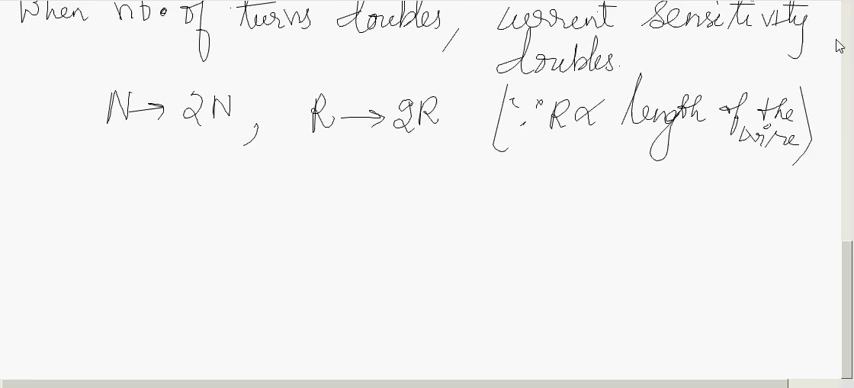 When no. of turns doubles, current sensitivity
doubles.
N → 2N, R → 2R (∵ R ∝ length of the
wire)